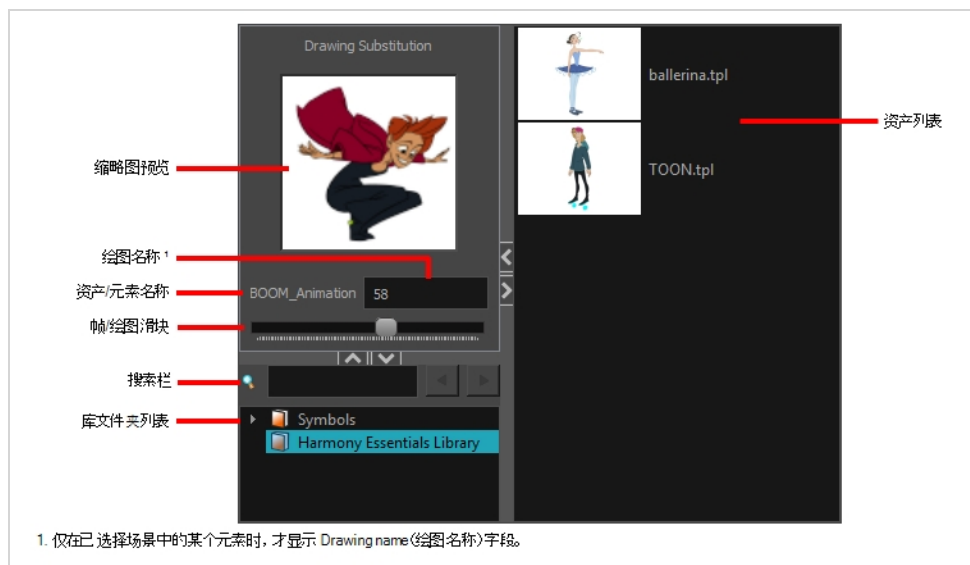 Drawing Substitution
ballerina.tpl
资产列表
缩略图预览
TOON.tpl
绘图名称 1
资产/元素名称
BOOM_Animation 58
帧/绘图滑块
搜索栏
库文件夹列表
Symbols
Harmony Essentials Library
1. 仅在已选择场景中的某个元素时，才显示 Drawing name(绘图名称)字段。